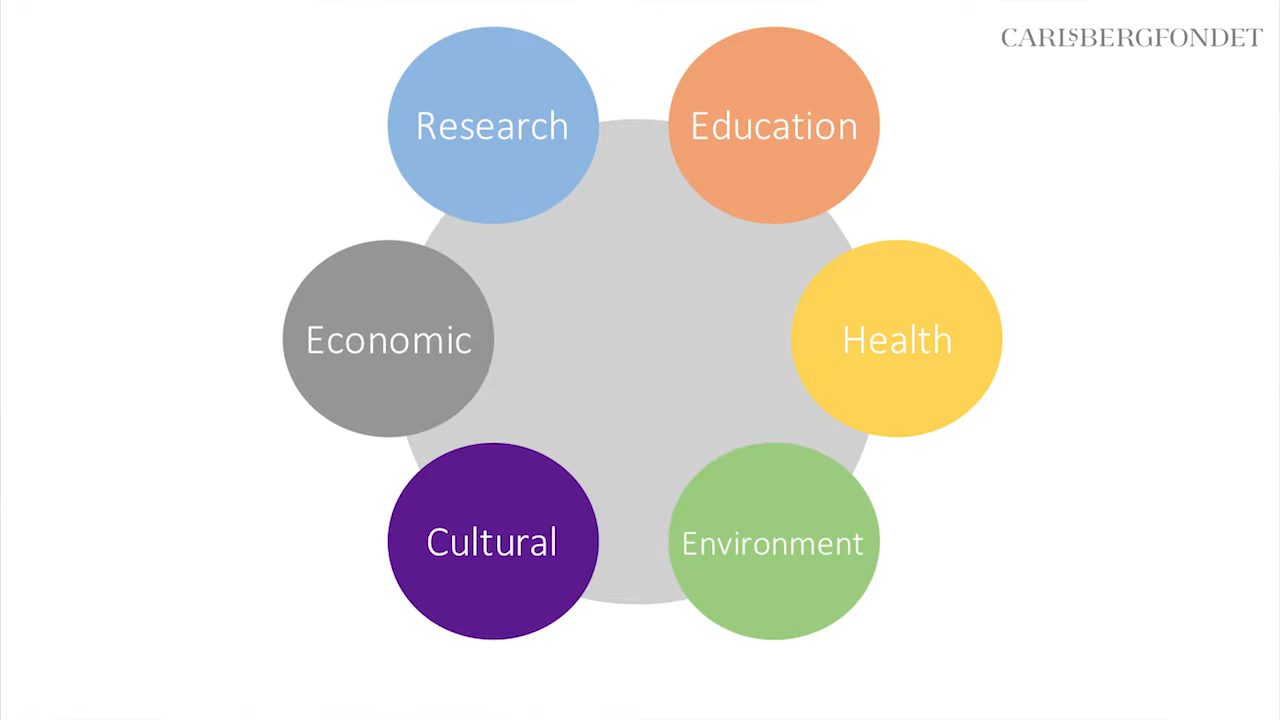 CARLSBERGFONDET
Research
Education
Economic
Health
Cultural
Environment